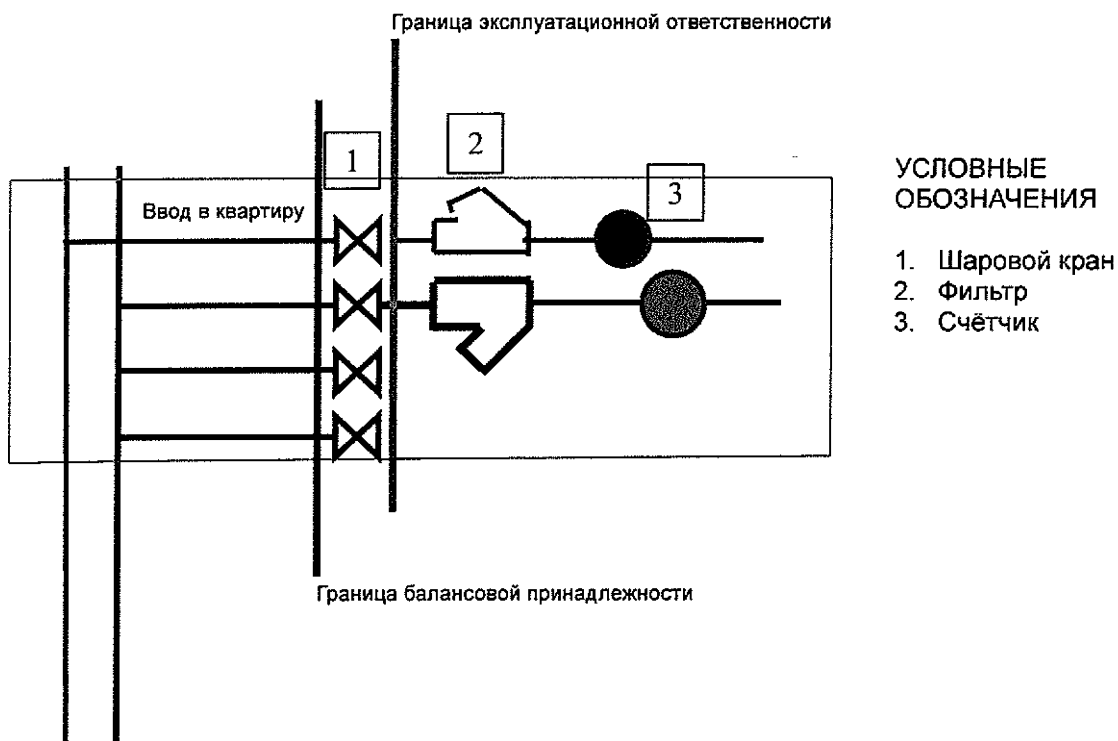 Граница эксплуатационной ответственности
1
2
3
Ввод в квартиру
УСЛОВНЫЕ
ОБОЗНАЧЕНИЯ
1. Шаровой кран
2. Фильтр
3. Счётчик
Граница балансовой принадлежности